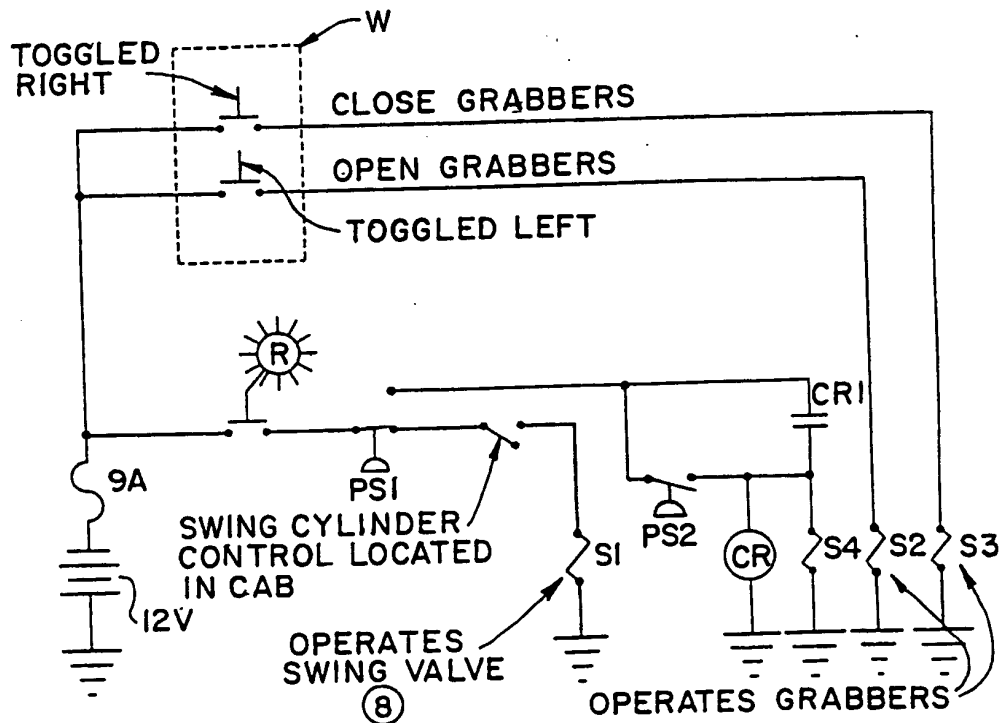 W
TOGGLED
RIGHT
CLOSE GRABBERS
OPEN GRABBERS
TOGGLED LEFT
R
CR1
9A
PS1
PS2
SWING CYLINDER
CONTROL LOCATED
IN CAB
S1
CR
S4
S2
S3
12V
OPERATES
SWING VALVE
8
OPERATES GRABBERS